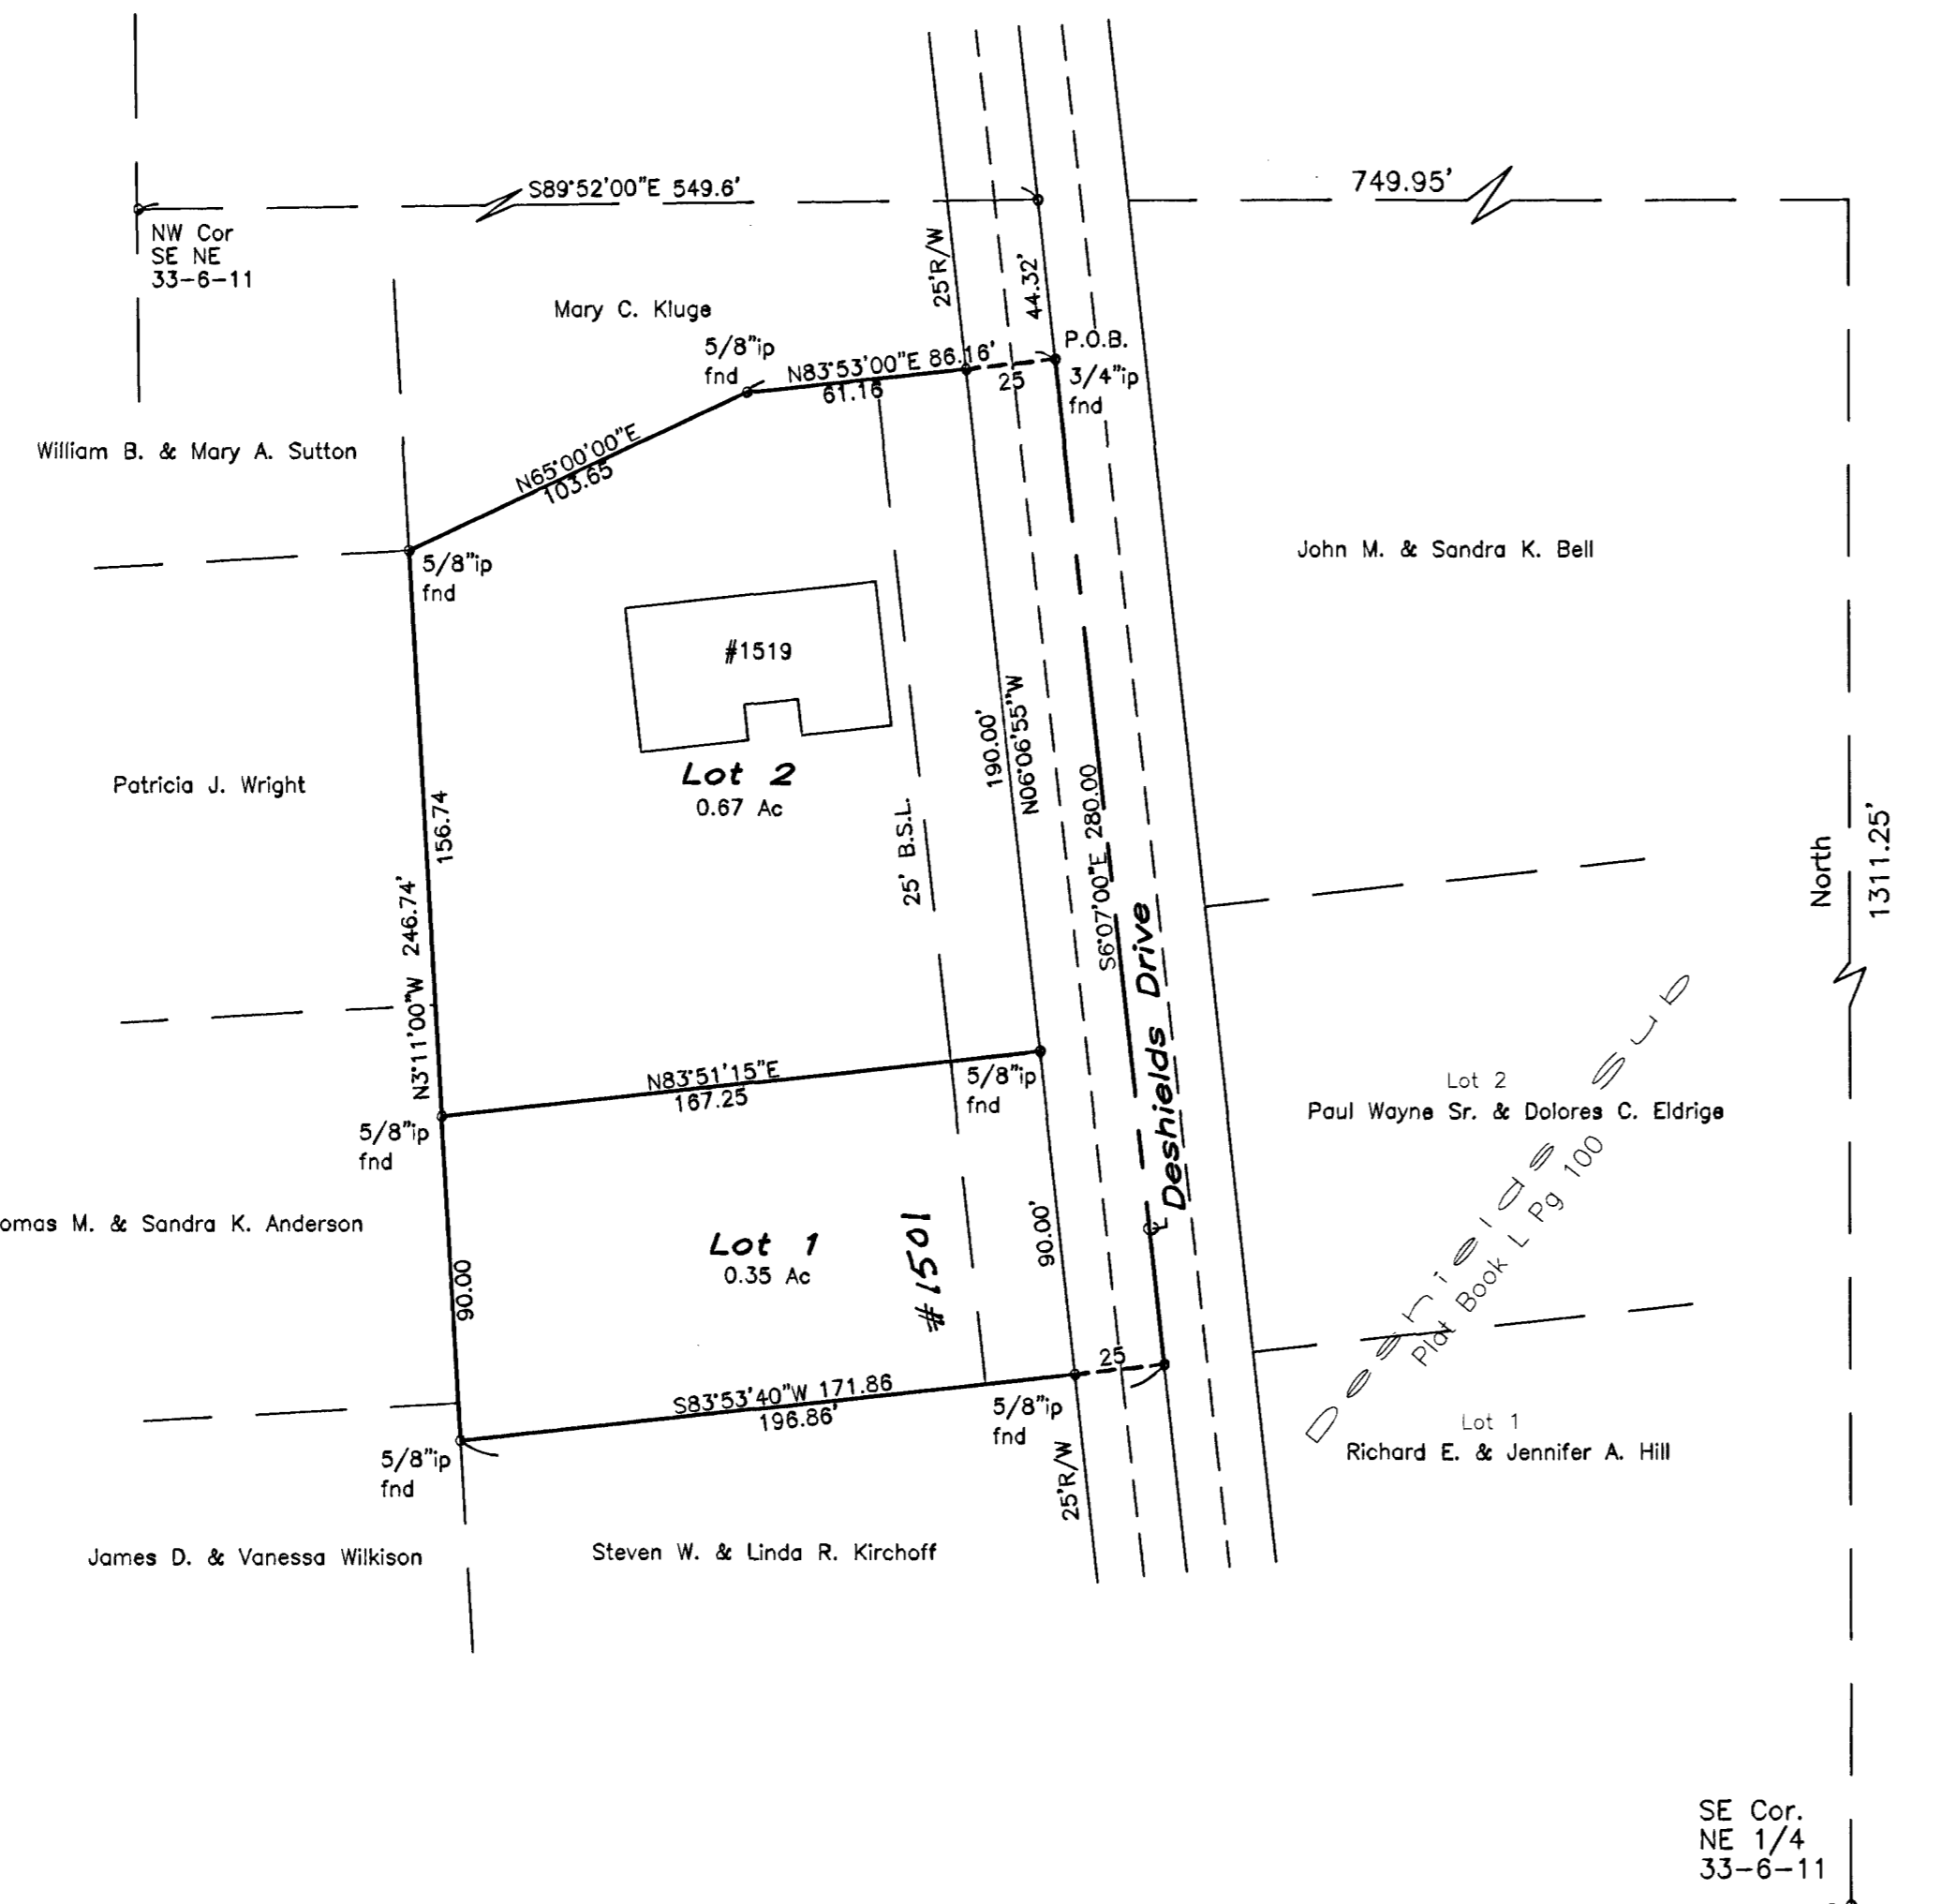 S89°52'00"E 549.6'
749.95'
NW Cor
SE NE
33-6-11
25'R/W
44.32'
Mary C. Kluge
5/8"ip
fnd
N83°53'00"E 86.16'
61.16
25
P.O.B.
3/4"ip
fnd
William B. & Mary A. Sutton
N65°00'00"E
103.65
5/8"ip
fnd
John M. & Sandra K. Bell
#1519
Lot 2
0.67 Ac
Patricia J. Wright
156.74
N3°11'00"W 246.74'
25' B.S.L.
190.00'
N06°06'55"W
S6°07'00"E 280.00
Deshields Drive
North
1311.25'
N83°51'15"E
167.25
5/8"ip
fnd
5/8"ip
fnd
Lot 2
Paul Wayne Sr. & Dolores C. Eldrige
Deshields Sub
Plat Book L Pg 100
omas M. & Sandra K. Anderson
Lot 1
0.35 Ac
#1501
90.00'
90.00
25
S83°53'40"W 171.86
196.86'
5/8"ip
fnd
5/8"ip
fnd
25'R/W
Lot 1
Richard E. & Jennifer A. Hill
James D. & Vanessa Wilkison
Steven W. & Linda R. Kirchoff
SE Cor.
NE 1/4
33-6-11